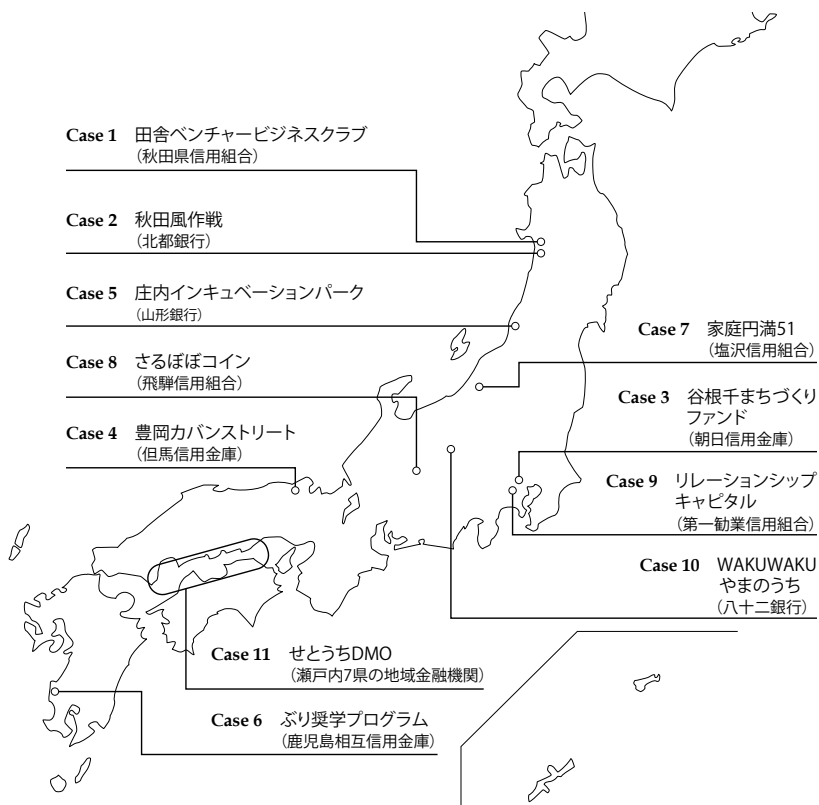 Case 1 田舎ベンチャービジネスクラブ
(秋田県信用組合)
Case 2 秋田風作戦
(北都銀行)
Case 5 庄内インキュベーションパーク
(山形銀行)
Case 8 さるぼぼコイン
(飛騨信用組合)
Case 4 豊岡カバンストリート
(但馬信用金庫)
Case 7 家庭円満51
(塩沢信用組合)
Case 3 谷根千まちづくり
ファンド
(朝日信用金庫)
Case 9 リレーションシップ
キャピタル
(第一勧業信用組合)
Case 10 WAKUWAKU
やまのうち
(八十二銀行)
Case 11 せとうちDMO
(瀬戸内7県の地域金融機関)
Case 6 ぶり奨学プログラム
(鹿児島相互信用金庫)